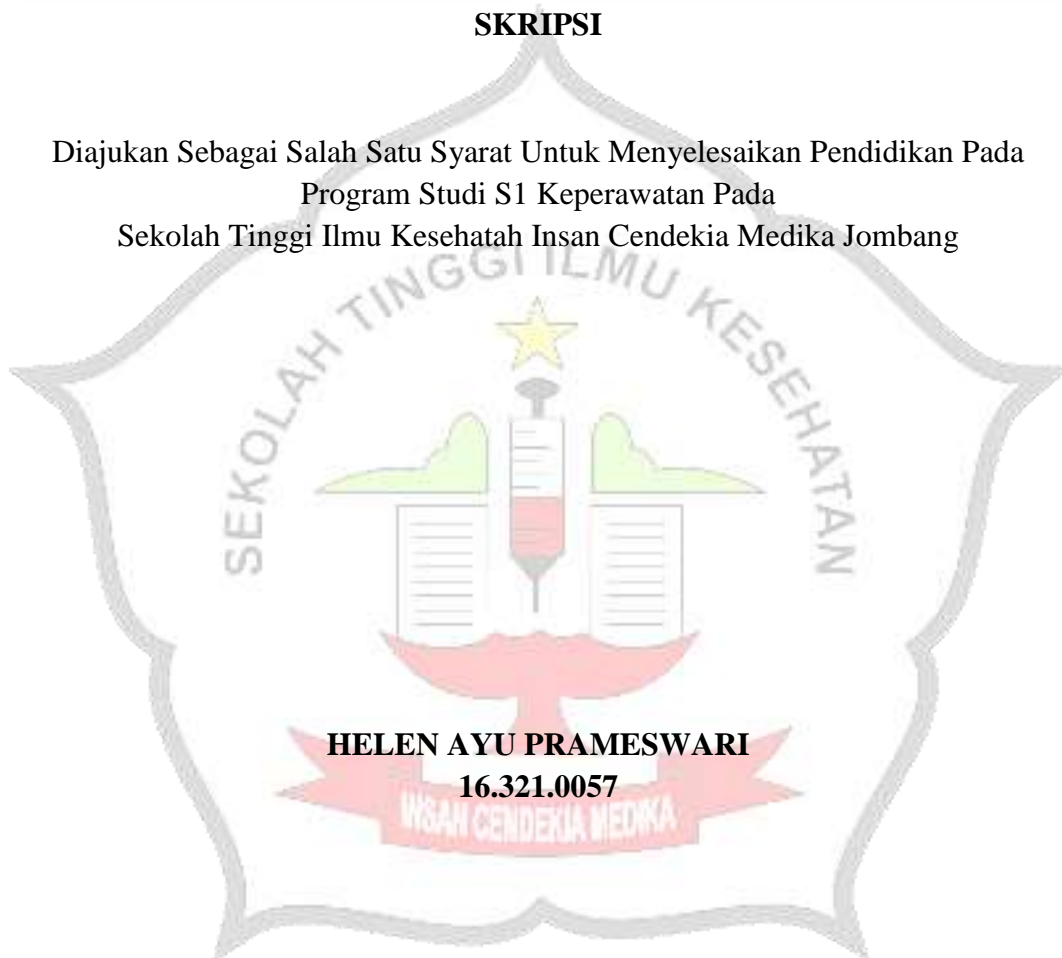 SKRIPSI
Diajukan Sebagai Salah Satu Syarat Untuk Menyelesaikan Pendidikan Pada
Program Studi S1 Keperawatan Pada
Sekolah Tinggi Ilmu Kesehatah Insan Cendekia Medika Jombang
SEKOLAH TINGGI ILMU KESEHATAN
HELEN AYU PRAMESWARI
16.321.0057
INSAN CENDEKIA MEDIKA